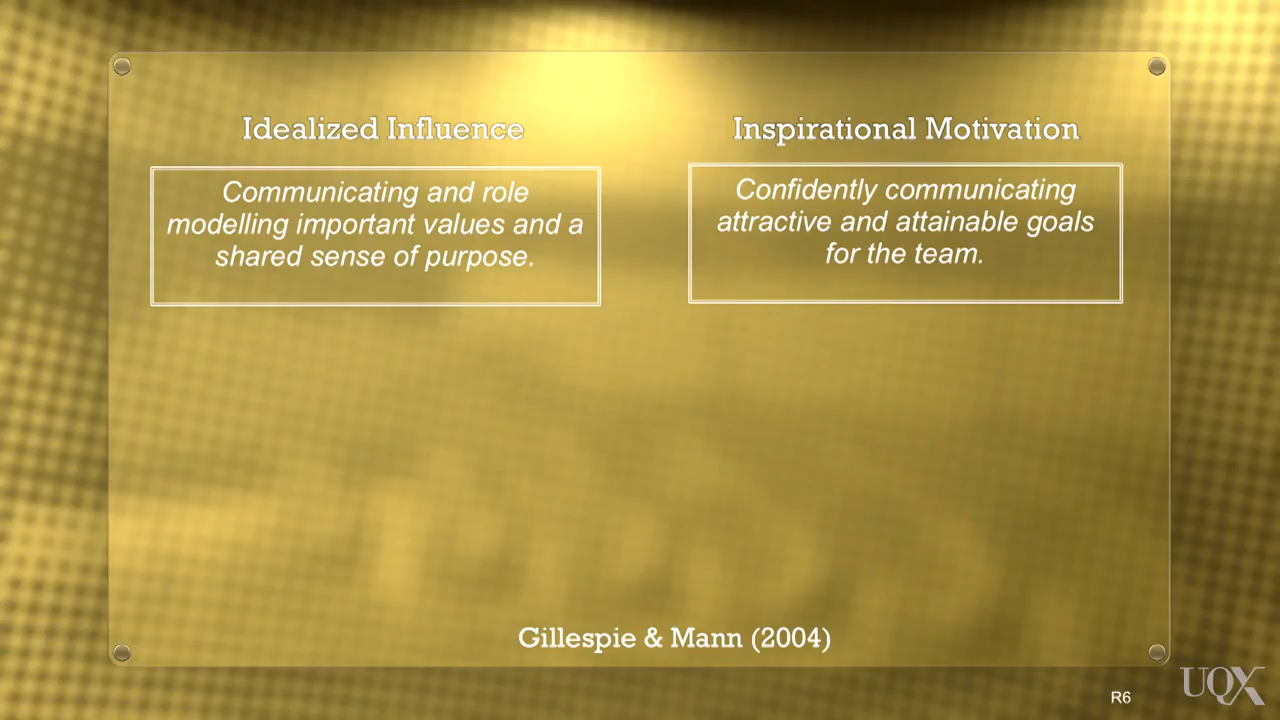 Idealized Influence
Communicating and role
modelling important values and a
shared sense of purpose.
Inspirational Motivation
Confidently communicating
attractive and attainable goals
for the team.
Gillespie & Mann (2004)
R6
UQX